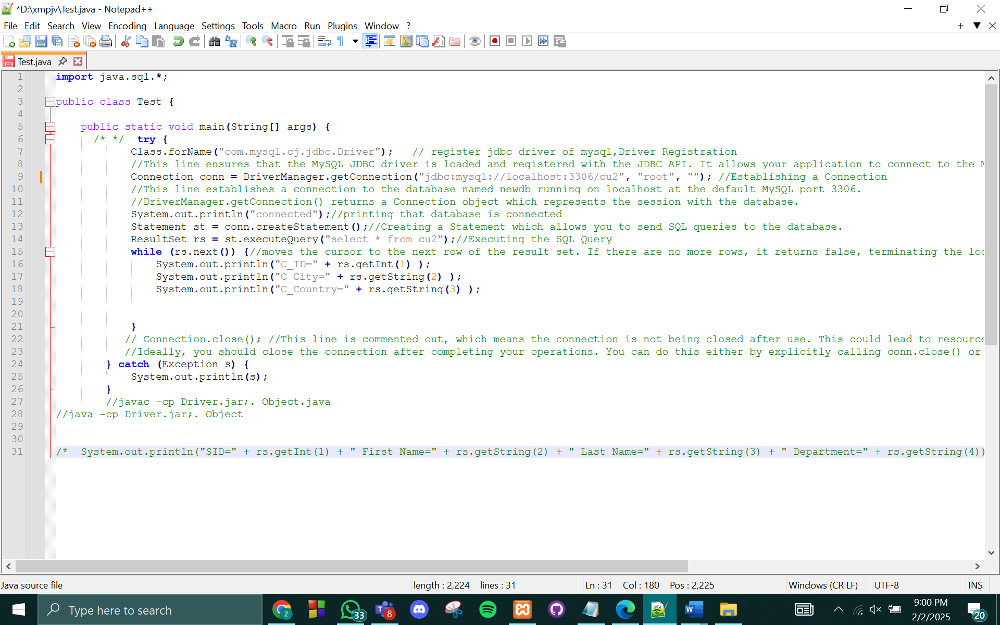 *D:\xmpjv\Test.java - Notepad++
File Edit Search View Encoding Language Settings Tools Macro Run Plugins Window ?
Test.java
1 import java.sql.*;
2
3 public class Test {
4
5 public static void main(String[] args) {
6 /* */ try {
7 Class.forName("com.mysql.cj.jdbc.Driver"); // register jdbc driver of mysql,Driver Registration
8 //This line ensures that the MySQL JDBC driver is loaded and registered with the JDBC API. It allows your application to connect to the M
9 Connection conn = DriverManager.getConnection("jdbc:mysql://localhost:3306/cu2", "root", ""); //Establishing a Connection
10 //This line establishes a connection to the database named newdb running on localhost at the default MySQL port 3306.
11 //DriverManager.getConnection() returns a Connection object which represents the session with the database.
12 System.out.println("connected");//printing that database is connected
13 Statement st = conn.createStatement();//Creating a Statement which allows you to send SQL queries to the database.
14 ResultSet rs = st.executeQuery("select * from cu2");//Executing the SQL Query
15 while (rs.next()) {//moves the cursor to the next row of the result set. If there are no more rows, it returns false, terminating the loo
16 System.out.println("C_ID=" + rs.getInt(1) );
17 System.out.println("C_City=" + rs.getString(2) );
18 System.out.println("C_Country=" + rs.getString(3) );
19
20
21 }
22 // Connection.close(); //This line is commented out, which means the connection is not being closed after use. This could lead to resource
23 //Ideally, you should close the connection after completing your operations. You can do this either by explicitly calling conn.close() or
24 } catch (Exception s) {
25 System.out.println(s);
26 }
27 //javac -cp Driver.jar;. Object.java
28 //java -cp Driver.jar;. Object
29
30
31 /* System.out.println("SID=" + rs.getInt(1) + " First Name=" + rs.getString(2) + " Last Name=" + rs.getString(3) + " Department=" + rs.getString(4))
Java source file length : 2,224 lines : 31 Ln : 31 Col : 180 Pos : 2,225 Windows (CR LF) UTF-8 INS
Type here to search
33
8
9:00 PM
2/2/2025
20